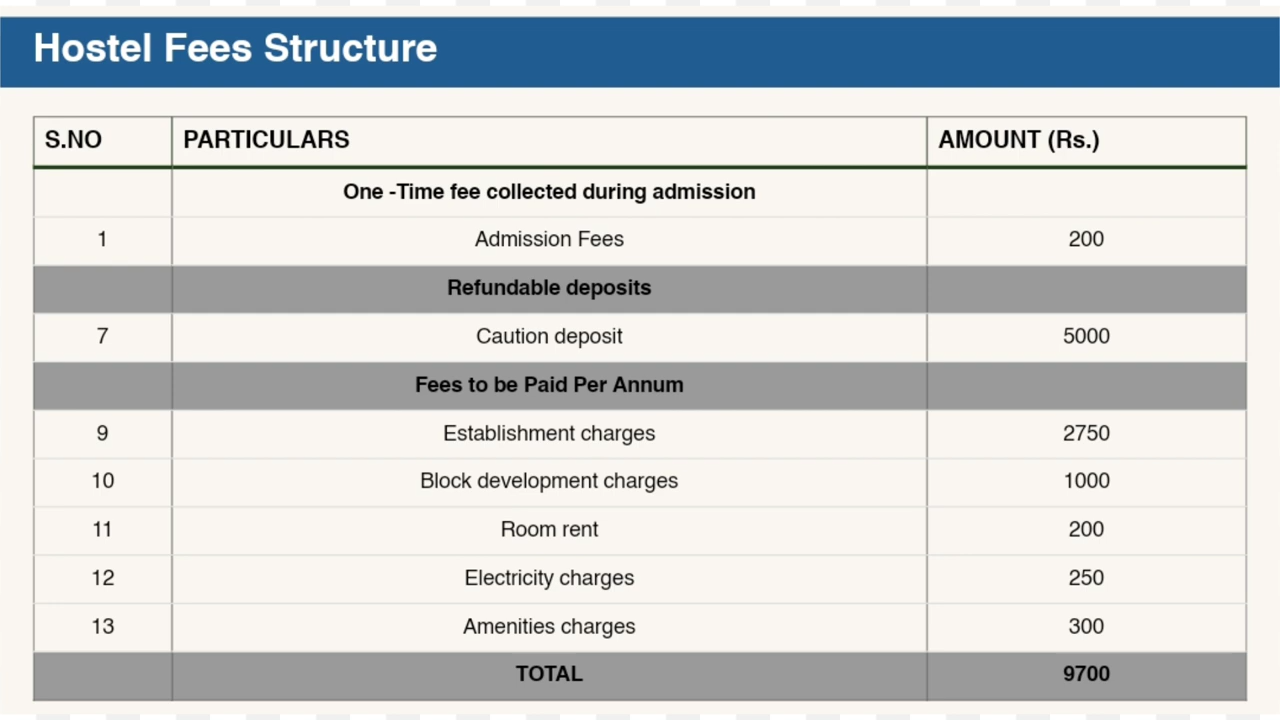 Hostel Fees Structure
S.NO PARTICULARS AMOUNT (Rs.)
One -Time fee collected during admission
1 Admission Fees 200
Refundable deposits
7 Caution deposit 5000
Fees to be Paid Per Annum
9 Establishment charges 2750
10 Block development charges 1000
11 Room rent 200
12 Electricity charges 250
13 Amenities charges 300
TOTAL 9700